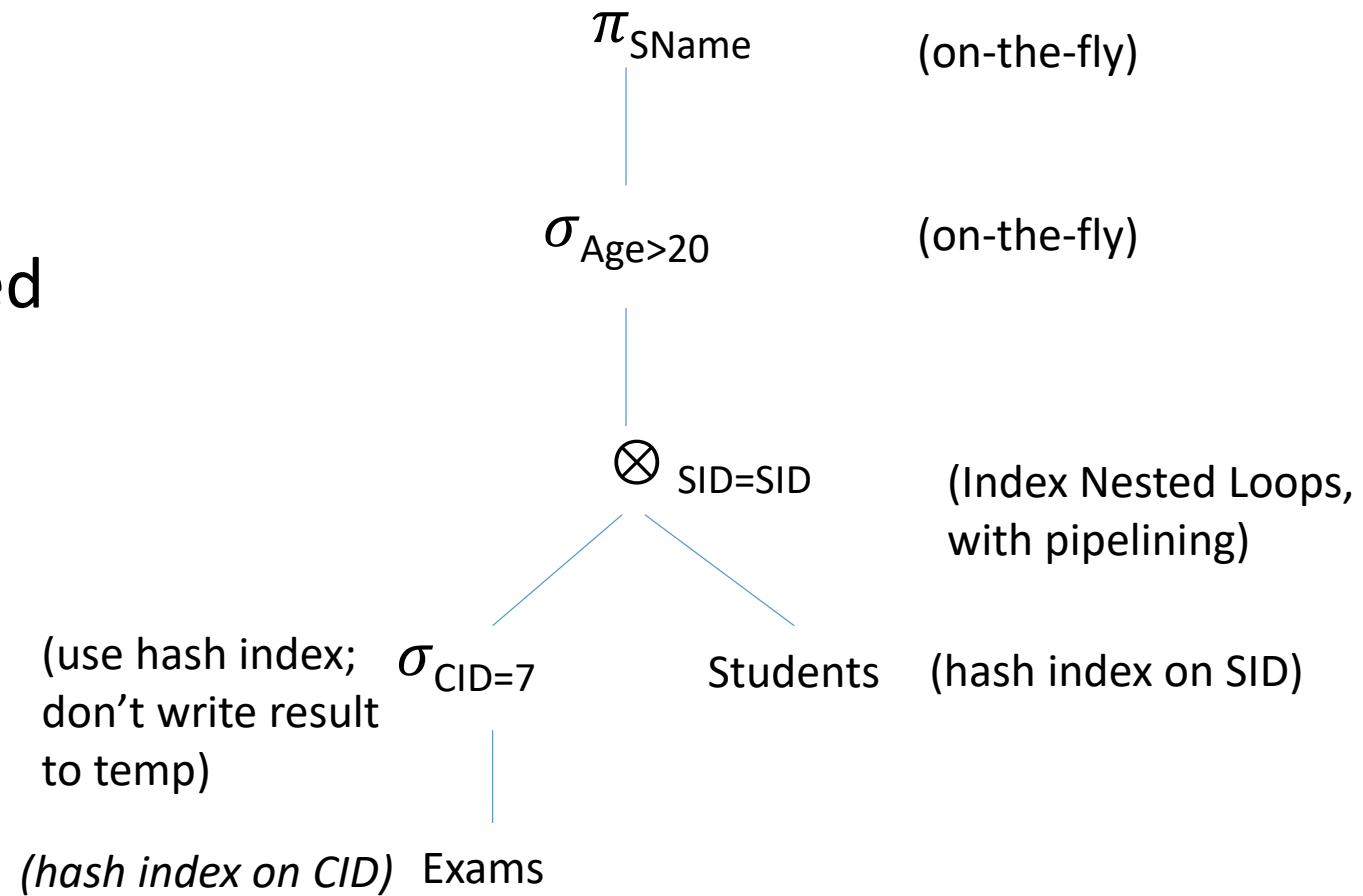 π SName (on-the-fly)
σ Age>20 (on-the-fly)
ed
⊗ SID=SID (Index Nested Loops,
with pipelining)
(use hash index; σ CID=7 Students (hash index on SID)
don’t write result
to temp)
(hash index on CID) Exams